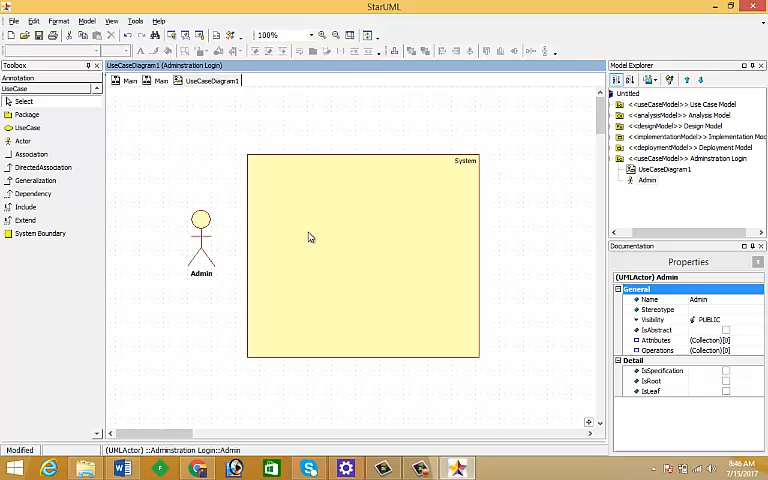 StarUML
File Edit Format Model View Tools Help
100%
Toolbox
Annotation
UseCase
Select
Package
UseCase
Actor
Association
DirectedAssociation
Generalization
Dependency
Include
Extend
System Boundary
UseCaseDiagram1 (Adminstration Login)
Main Main UseCaseDiagram1
System
Admin
Model Explorer
Untitled
<<useCaseModel>> Use Case Model
<<analysisModel>> Analysis Model
<<designModel>> Design Model
<<implementationModel>> Implementation Mode
<<deploymentModel>> Deployment Model
<<useCaseModel>> Adminstration Login
UseCaseDiagram1
Admin
Documentation
Properties
(UMLActor) Admin
General
Name Admin
Stereotype
Visibility PUBLIC
IsAbstract
Attributes (Collection)[0]
Operations (Collection)[0]
Detail
IsSpecification
IsRoot
IsLeaf
Modified (UMLActor) ::Adminstration Login::Admin
8:46 AM
7/15/2017